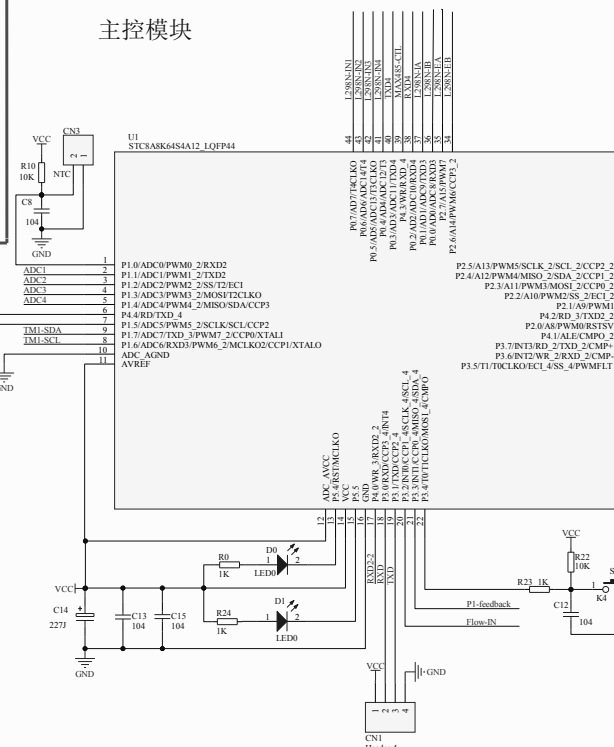 主控模块
L298N-IN1
L298N-IN2
L298N-IN3
L298N-IN4
TXD4
MAX485-CTL
RXD4
L298N-IA
L298N-IB
L298N-EA
L298N-EB
44
43
42
41
40
39
38
37
36
35
34
P0.7/AD7/T4CLKO
P0.6/AD6/ADC14/T4
P0.5/AD5/ADC13/T3CLKO
P0.4/AD4/ADC12/T3
P0.3/AD3/ADC11/TXD4
P4.3/WR/RXD_4
P0.2/AD2/ADC10/RXD4
P0.1/AD1/ADC9/TXD3
P0.0/AD0/ADC8/RXD3
P2.7/A15/PWM7
P2.6/A14/PWM6/CCP3_2
U1
STC8A8K64S4A12_LQFP44
VCC
CN3
2 1
R10
10K
NTC
C8
104
GND
ADC1
ADC2
ADC3
ADC4
TM1-SDA
TM1-SCL
1
2
3
4
5
6
7
9
8
10
11
P1.0/ADC0/PWM0_2/RXD2
P1.1/ADC1/PWM1_2/TXD2
P1.2/ADC2/PWM2_2/SS/T2/ECI
P1.3/ADC3/PWM3_2/MOSI/T2CLKO
P1.4/ADC4/PWM4_2/MISO/SDA/CCP3
P4.4/RD/TXD_4
P1.5/ADC5/PWM5_2/SCLK/SCL/CCP2
P1.7/ADC7/TXD_3/PWM7_2/CCP0/XTALI
P1.6/ADC6/RXD3/PWM6_2/MCLKO2/CCP1/XTALO
ADC_AGND
AVREF
P2.5/A13/PWM5/SCLK_2/SCL_2/CCP2_2
P2.4/A12/PWM4/MISO_2/SDA_2/CCP1_2
P2.3/A11/PWM3/MOSI_2/CCP0_2
P2.2/A10/PWM2/SS_2/ECI_2
P2.1/A9/PWM1
P4.2/RD_3/TXD2_2
P2.0/A8/PWM0/RSTSV
P4.1/ALE/CMPO_2
P3.7/INT3/RD_2/TXD_2/CMP+
P3.6/INT2/WR_2/RXD_2/CMP-
P3.5/T1/T0CLKO/ECI_4/SS_4/PWMFLT
ND
ADC_AVCC
P5.4/RST/MCLKO
VCC
P5.5
GND
P4.0/WR_3/RXD2_2
P3.0/RXD/CCP3_4/INT4
P3.1/TXD/CCP2_4
P3.2/INT0/CCP1_4/SCLK_4/SCL_4
P3.3/INT1/CCP0_4/MISO_4/SDA_4
P3.4/T0/T1CLKO/MOSI_4/CMPO
12
13
14
15
16
17
18
19
20
21
22
RXD2-2
RXD
TXD
R0
1K
D0
1 2
LED0
R24
1K
D1
1 2
LED0
VCC
C14
+
227J
C13
104
C15
104
GND
VCC
R22
10K
R23 1K
C12
104
1
S
K4
P1-feedback
Flow-IN
VCC
GND
1 2 3 4
CN1